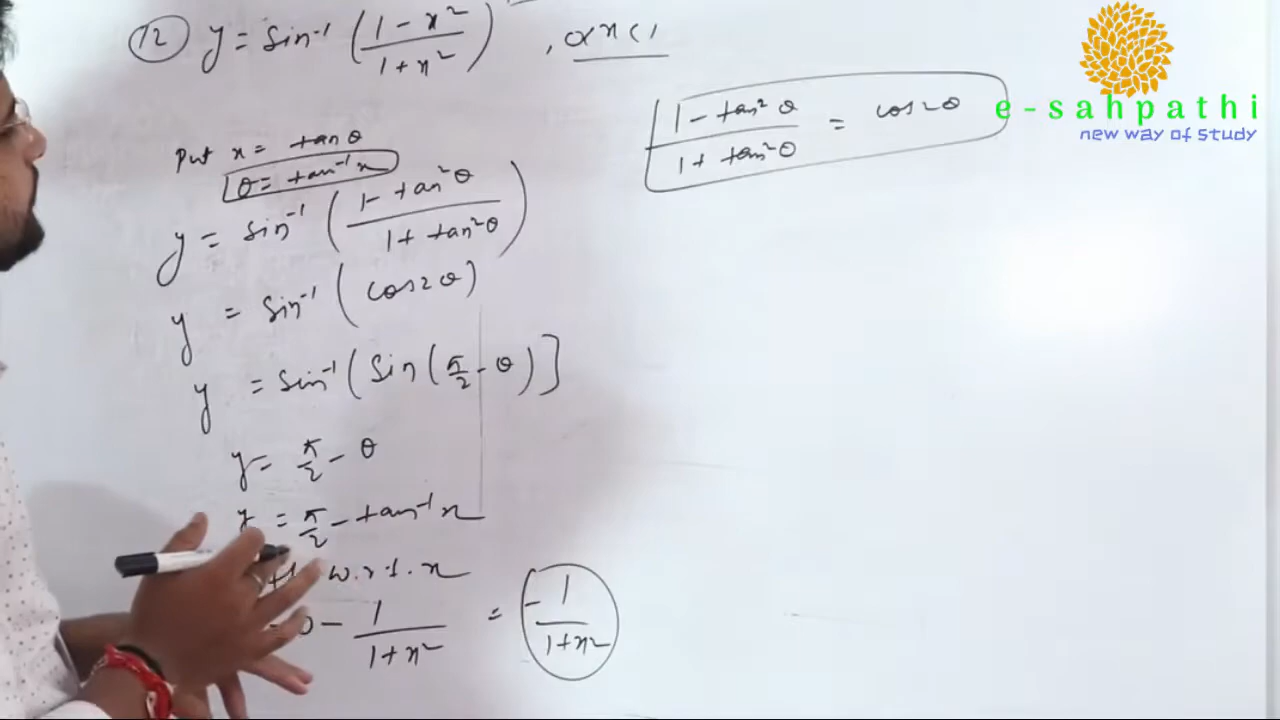 12 y = Sin⁻¹ ((1 - x²)/(1 + x²)) , 0<x<1
(1 - tan²θ)/(1 + tan²θ) = cos2θ
e-sahpathi
new way of study
Put x = tanθ
θ = tan⁻¹x
y = Sin⁻¹ ((1 - tan²θ)/(1 + tan²θ))
y = Sin⁻¹ (cos2θ)
y = Sin⁻¹ (Sin (π/2 - θ)]
y = π/2 - θ
y = π/2 - tan⁻¹x
w.r.t. x
0 - 1/(1+x²) = - 1/(1+x²)